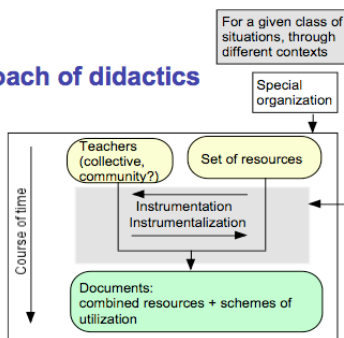 For a given class of
situations, through
different contexts
oach of didactics
Special
organization
Teachers
(collective,
community?)
Set of resources
Instrumentation
Instrumentalization
Course of time
Documents:
combined resources + schemes of
utilization